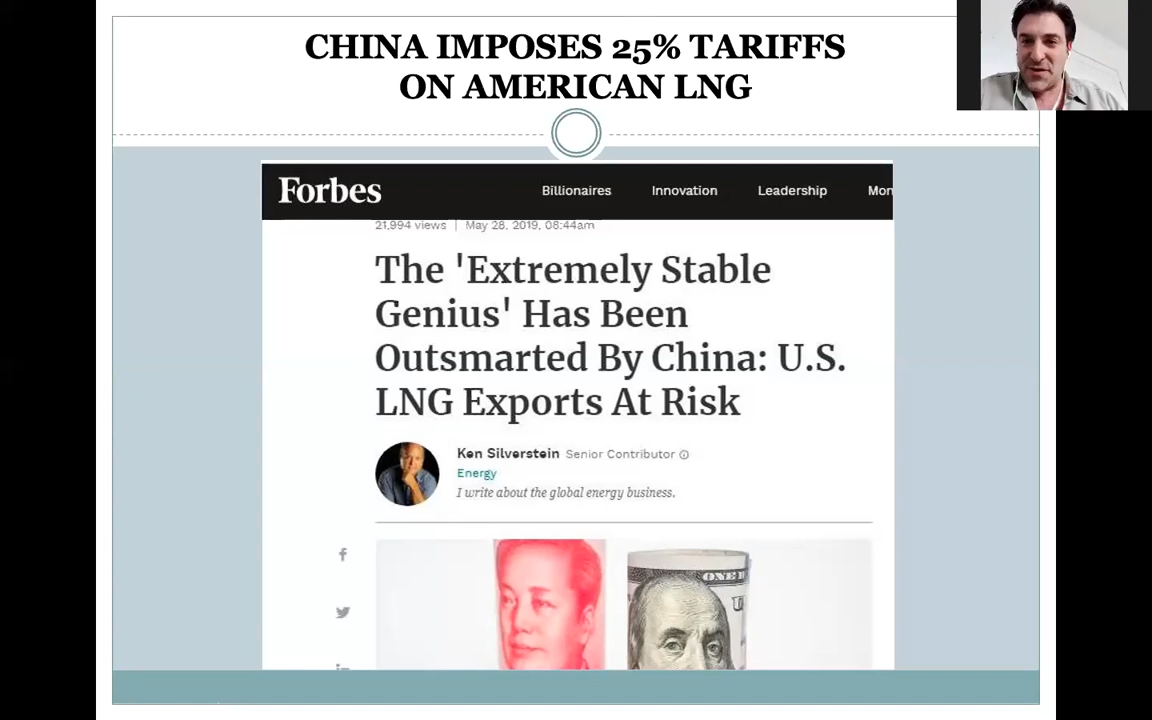 CHINA IMPOSES 25% TARIFFS
ON AMERICAN LNG
Forbes
Billionaires Innovation Leadership Mon
21,994 views | May 28, 2019, 08:44am
The 'Extremely Stable
Genius' Has Been
Outsmarted By China: U.S.
LNG Exports At Risk
Ken Silverstein Senior Contributor
Energy
I write about the global energy business.
ONE